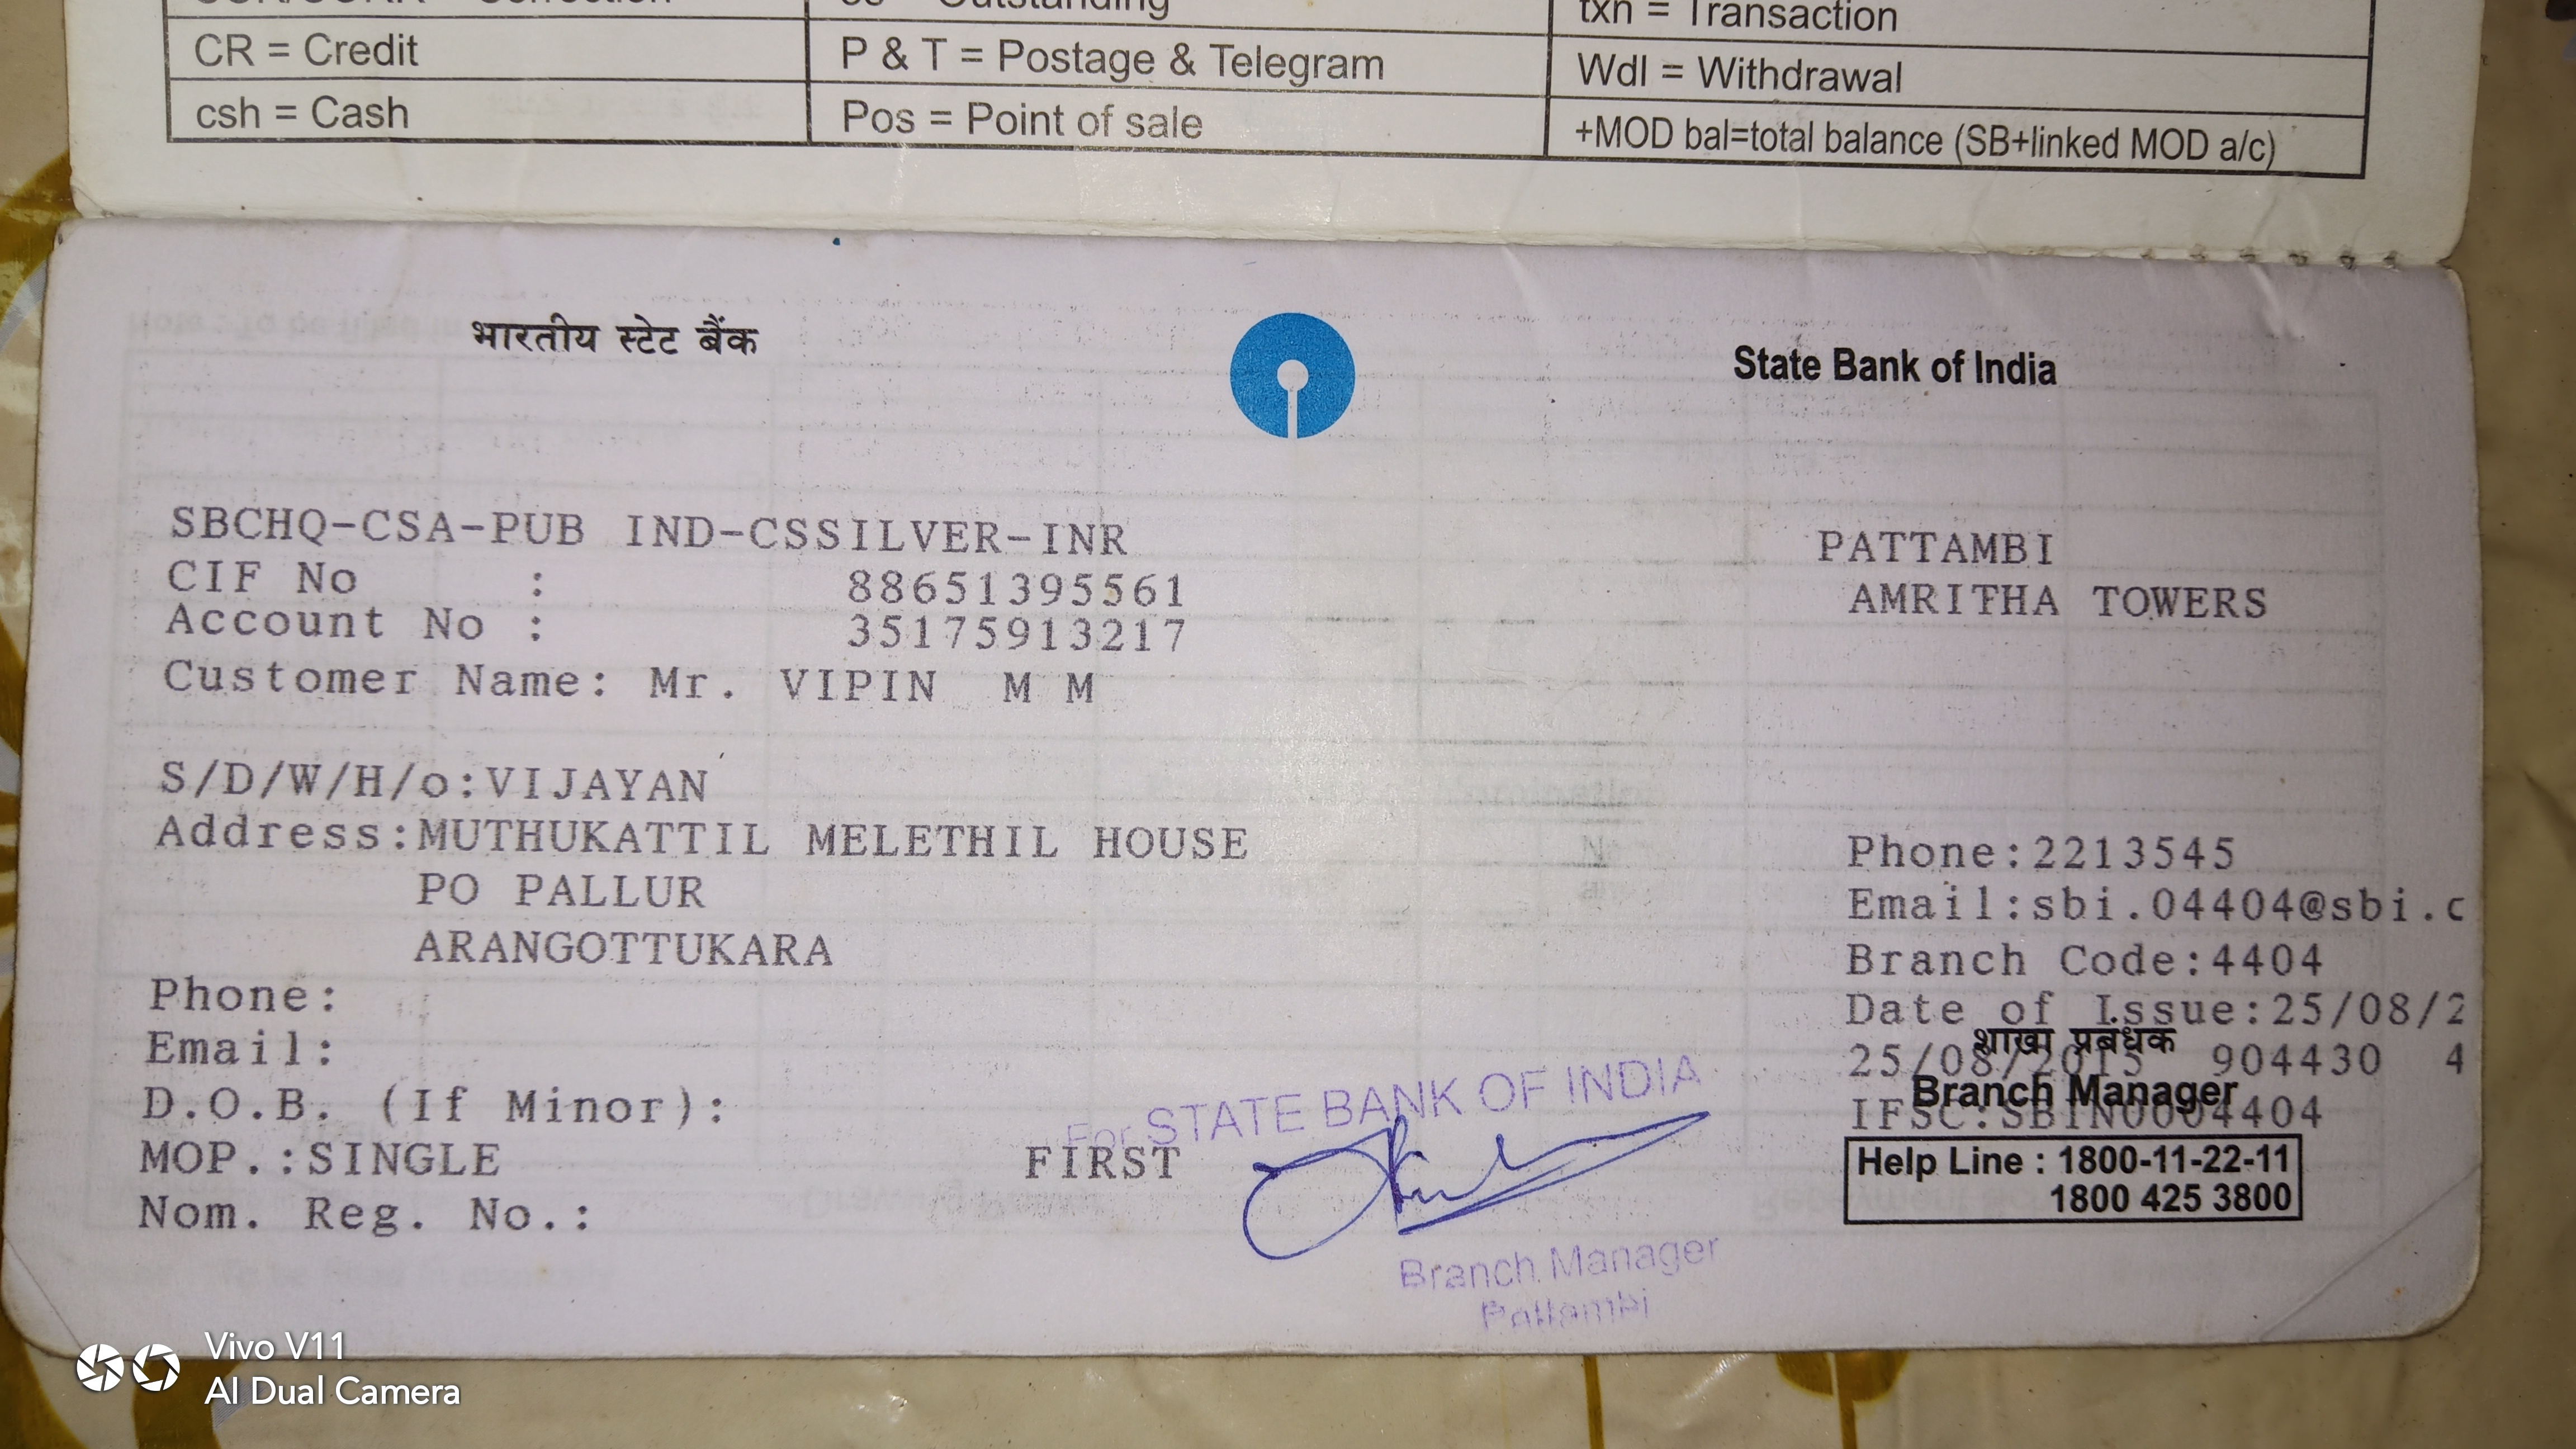 Correction
Outstanding
txn = Transaction
CR = Credit
P & T = Postage & Telegram
Wdl = Withdrawal
csh = Cash
Pos = Point of sale
+MOD bal=total balance (SB+linked MOD a/c)
भारतीय स्टेट बैंक
State Bank of India
SBCHQ-CSA-PUB IND-CSSILVER-INR
CIF No : 88651395561
Account No : 35175913217
Customer Name: Mr. VIPIN M M
S/D/W/H/o:VIJAYAN
Address:MUTHUKATTIL MELETHIL HOUSE
PO PALLUR
ARANGOTTUKARA
Phone:
Email:
D.O.B. (If Minor):
MOP.:SINGLE
Nom. Reg. No.:
PATTAMBI
AMRITHA TOWERS
Phone:2213545
Email:sbi.04404@sbi.c
Branch Code:4404
Date of Issue:25/08/2
शाखा प्रबंधक
25/08/2015 904430 4
Branch Manager
IFSC:SBIN0004404
Help Line : 1800-11-22-11
1800 425 3800
For STATE BANK OF INDIA
FIRST
Branch Manager
Pattambi
Vivo V11
AI Dual Camera